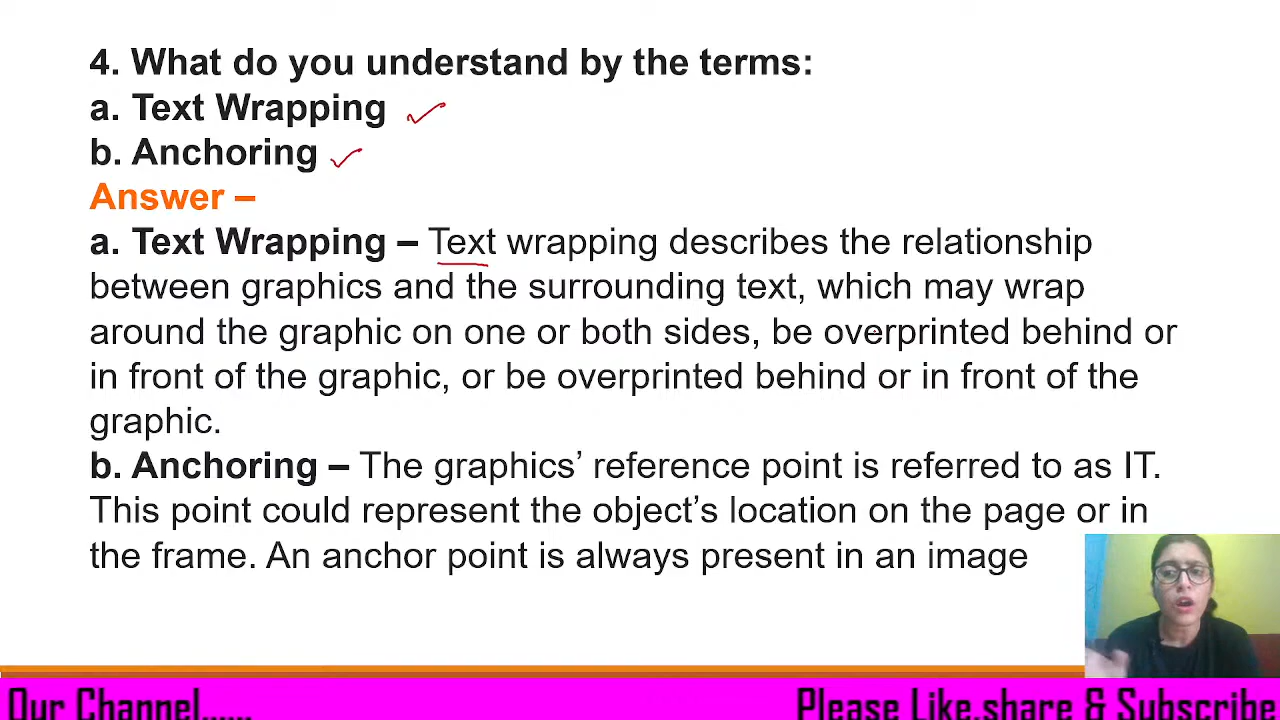 4. What do you understand by the terms:
a. Text Wrapping
b. Anchoring
Answer –
a. Text Wrapping – Text wrapping describes the relationship
between graphics and the surrounding text, which may wrap
around the graphic on one or both sides, be overprinted behind or
in front of the graphic, or be overprinted behind or in front of the
graphic.
b. Anchoring – The graphics’ reference point is referred to as IT.
This point could represent the object’s location on the page or in
the frame. An anchor point is always present in an image
Our Channel...... Please Like,share & Subscribe